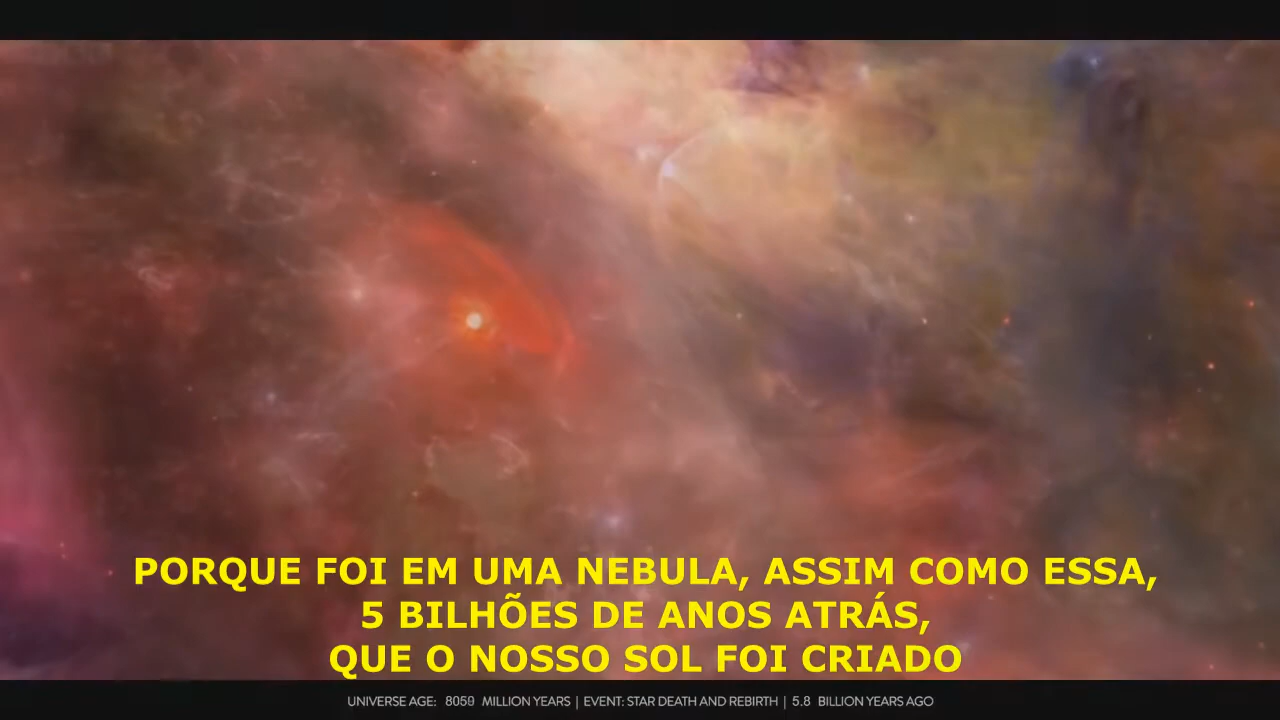 PORQUE FOI EM UMA NEBULA, ASSIM COMO ESSA,
5 BILHÕES DE ANOS ATRÁS,
QUE O NOSSO SOL FOI CRIADO
UNIVERSE AGE: 8059 MILLION YEARS | EVENT: STAR DEATH AND REBIRTH | 5.8 BILLION YEARS AGO